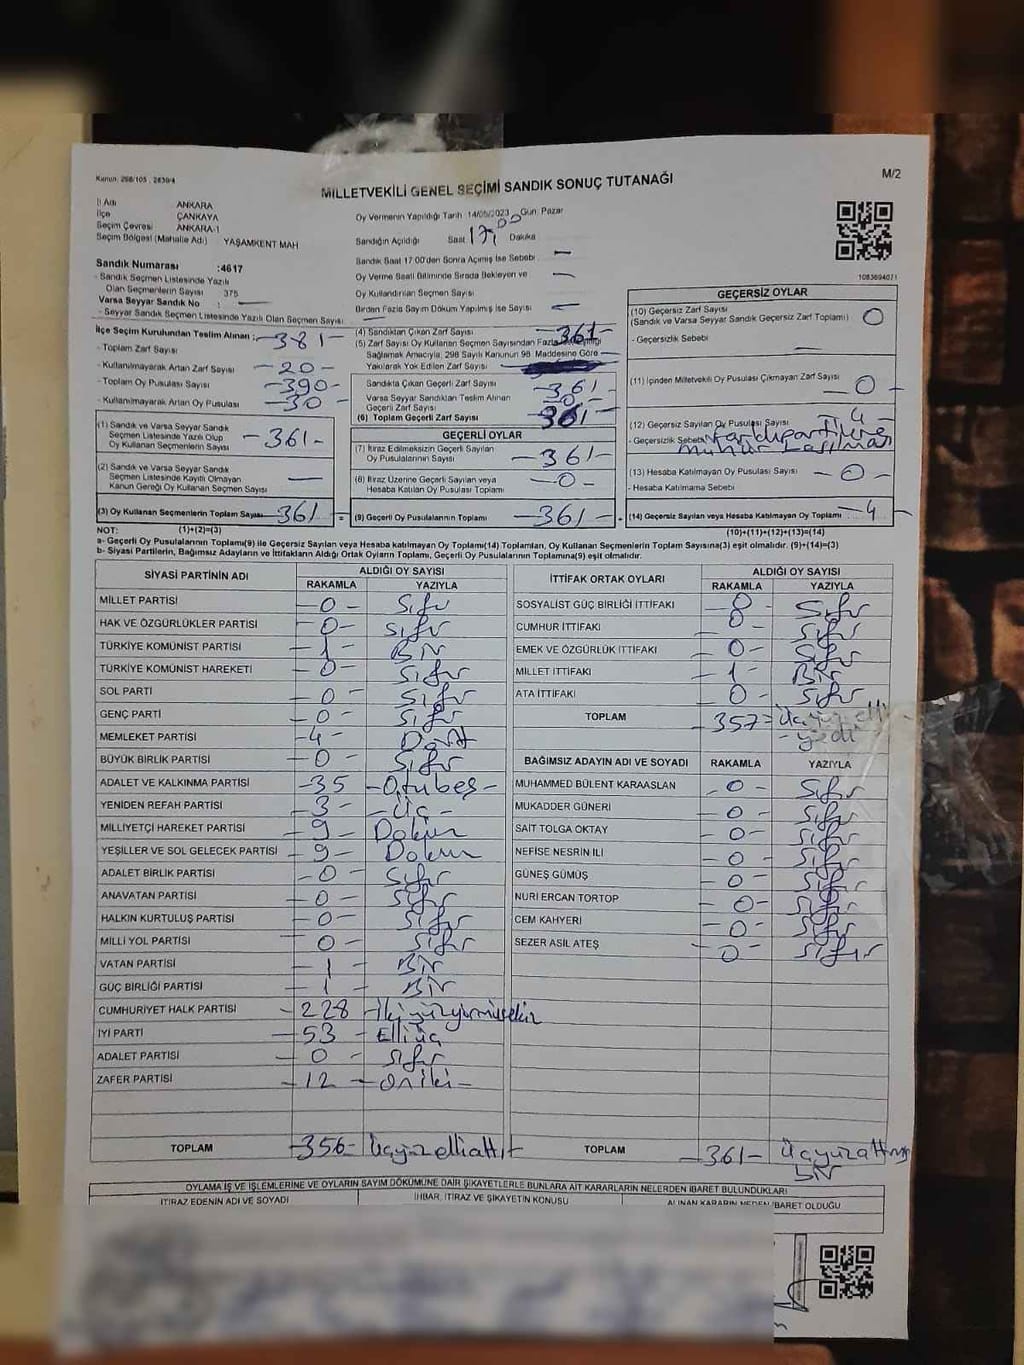 Kanun: 298/105 , 2839/4
MİLLETVEKİLİ GENEL SEÇİMİ SANDIK SONUÇ TUTANAĞI
M/2
İl Adı ANKARA
İlçe ÇANKAYA
Seçim Çevresi ANKARA-1
Seçim Bölgesi (Mahalle Adı) YAŞAMKENT MAH
Oy Vermenin Yapıldığı Tarih 14/05/2023 Gün: Pazar
Sandığın Açıldığı Saat 17 00 Dakika
Sandık Saat 17:00'den Sonra Açılmış İse Sebebi —
Oy Verme Saati Bitiminde Sırada Bekleyen ve —
Oy Kullandırılan Seçmen Sayısı
Birden Fazla Sayım Döküm Yapılmış İse Sayısı —
Sandık Numarası :4617
- Sandık Seçmen Listesinde Yazılı
Olan Seçmenlerin Sayısı 375
Varsa Seyyar Sandık No : —
- Seyyar Sandık Seçmen Listesinde Yazılı Olan Seçmen Sayısı: —
1083694071
İlçe Seçim Kurulundan Teslim Alınan :
- Toplam Zarf Sayısı -381-
- Kullanılmayarak Artan Zarf Sayısı -20-
- Toplam Oy Pusulası Sayısı -390-
- Kullanılmayarak Artan Oy Pusulası -30-
(1) Sandık ve Varsa Seyyar Sandık
Seçmen Listesinde Yazılı Olup
Oy Kullanan Seçmenlerin Sayısı -361-
(2) Sandık ve Varsa Seyyar Sandık
Seçmen Listesinde Kayıtlı Olmayan
Kanun Gereği Oy Kullanan Seçmen Sayısı —
(3) Oy Kullanan Seçmenlerin Toplam Sayısı -361-
(4) Sandıktan Çıkan Zarf Sayısı -361-
(5) Zarf Sayısı Oy Kullanan Seçmen Sayısından Fazla
Sağlamak Amacıyla, 298 Sayılı Kanunun 98. Maddesine Göre
Yakılarak Yok Edilen Zarf Sayısı
Sandıkta Çıkan Geçerli Zarf Sayısı -361-
Varsa Seyyar Sandıktan Teslim Alınan
Geçerli Zarf Sayısı -0-
(6) Toplam Geçerli Zarf Sayısı 361
GEÇERLİ OYLAR
(7) İtiraz Edilmeksizin Geçerli Sayılan
Oy Pusulalarının Sayısı -361-
(8) İtiraz Üzerine Geçerli Sayılan veya
Hesaba Katılan Oy Pusulası Toplamı -0-
(9) Geçerli Oy Pusulalarının Toplamı -361-
GEÇERSİZ OYLAR
(10) Geçersiz Zarf Sayısı
(Sandık ve Varsa Seyyar Sandık Geçersiz Zarf Toplamı) 0
- Geçersizlik Sebebi —
(11) İçinden Milletvekili Oy Pusulası Çıkmayan Zarf Sayısı -0-
(12) Geçersiz Sayılan Oy Pusulası Sayısı 4
- Geçersizlik Sebebi
(13) Hesaba Katılmayan Oy Pusulası Sayısı -0-
- Hesaba Katılmama Sebebi
(14) Geçersiz Sayılan veya Hesaba Katılmayan Oy Toplamı -4-
NOT: (1)+(2)=(3) (10)+(11)+(12)+(13)=(14)
a- Geçerli Oy Pusulalarının Toplamı(9) ile Geçersiz Sayılan veya Hesaba katılmayan Oy Toplamı(14) Toplamları, Oy Kullanan Seçmenlerin Toplam Sayısına(3) eşit olmalıdır. (9)+(14)=(3)
b- Siyasi Partilerin, Bağımsız Adayların ve İttifakların Aldığı Ortak Oyların Toplamı, Geçerli Oy Pusulalarının Toplamına(9) eşit olmalıdır.
SİYASİ PARTİNİN ADI ALDIĞI OY SAYISI
RAKAMLA YAZIYLA
MİLLET PARTİSİ -0- Sıfır
HAK VE ÖZGÜRLÜKLER PARTİSİ -0- Sıfır
TÜRKİYE KOMÜNİST PARTİSİ -1- Bir
TÜRKİYE KOMÜNİST HAREKETİ -0- Sıfır
SOL PARTİ -0- Sıfır
GENÇ PARTİ -0- Sıfır
MEMLEKET PARTİSİ -4- Dört
BÜYÜK BİRLİK PARTİSİ -0- Sıfır
ADALET VE KALKINMA PARTİSİ -35 -Otuzbeş-
YENİDEN REFAH PARTİSİ -3- -Üç-
MİLLİYETÇİ HAREKET PARTİSİ -9- Dokuz
YEŞİLLER VE SOL GELECEK PARTİSİ -9- Dokuz
ADALET BİRLİK PARTİSİ -0- Sıfır
ANAVATAN PARTİSİ -0- Sıfır
HALKIN KURTULUŞ PARTİSİ -0- Sıfır
MİLLİ YOL PARTİSİ -0- Sıfır
VATAN PARTİSİ -1- Bir
GÜÇ BİRLİĞİ PARTİSİ -1- Bir
CUMHURİYET HALK PARTİSİ -228 -İkiyüzyirmisekiz
İYİ PARTİ -53 -Elliüç
ADALET PARTİSİ -0- Sıfır
ZAFER PARTİSİ -12 -Oniki-
TOPLAM -356- Üçyüzellialtı
İTTİFAK ORTAK OYLARI ALDIĞI OY SAYISI
RAKAMLA YAZIYLA
SOSYALİST GÜÇ BİRLİĞİ İTTİFAKI -0- Sıfır
CUMHUR İTTİFAKI -0- Sıfır
EMEK VE ÖZGÜRLÜK İTTİFAKI -0- Sıfır
MİLLET İTTİFAKI -1- Bir
ATA İTTİFAKI -0- Sıfır
TOPLAM -357- Üçyüzelli
-yedi-
BAĞIMSIZ ADAYIN ADI VE SOYADI RAKAMLA YAZIYLA
MUHAMMED BÜLENT KARAASLAN -0- Sıfır
MUKADDER GÜNERİ -0- Sıfır
SAİT TOLGA OKTAY -0- Sıfır
NEFİSE NESRİN İLİ -0- Sıfır
GÜNEŞ GÜMÜŞ -0- Sıfır
NURİ ERCAN TORTOP -0- Sıfır
CEM KAHYERİ -0- Sıfır
SEZER ASİL ATEŞ -0- Sıfır
TOPLAM -361- Üçyüzaltmış
bir
OYLAMA İŞ VE İŞLEMLERİNE VE OYLARIN SAYIM DÖKÜMÜNE DAİR ŞİKAYETLERLE BUNLARA AİT KARARLARIN NELERDEN İBARET BULUNDUKLARI
İTİRAZ EDENİN ADI VE SOYADI İHBAR, İTİRAZ VE ŞİKAYETİN KONUSU ALINAN KARARIN NEDEN İBARET OLDUĞU